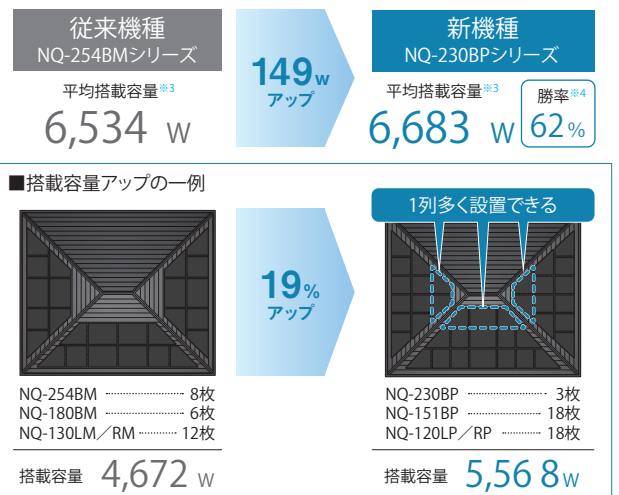 従来機種
NQ-254BMシリーズ
平均搭載容量※3
6,534 W
149w
アップ
新機種
NQ-230BPシリーズ
平均搭載容量※3
6,683 W
勝率※4
62%
■搭載容量アップの一例
19%
アップ
1列多く設置できる
NQ-254BM ………… 8枚
NQ-180BM ………… 6枚
NQ-130LM／RM ……… 12枚
搭載容量 4,672 W
NQ-230BP ………… 3枚
NQ-151BP ………… 18枚
NQ-120LP／RP ……… 18枚
搭載容量 5,56 8W